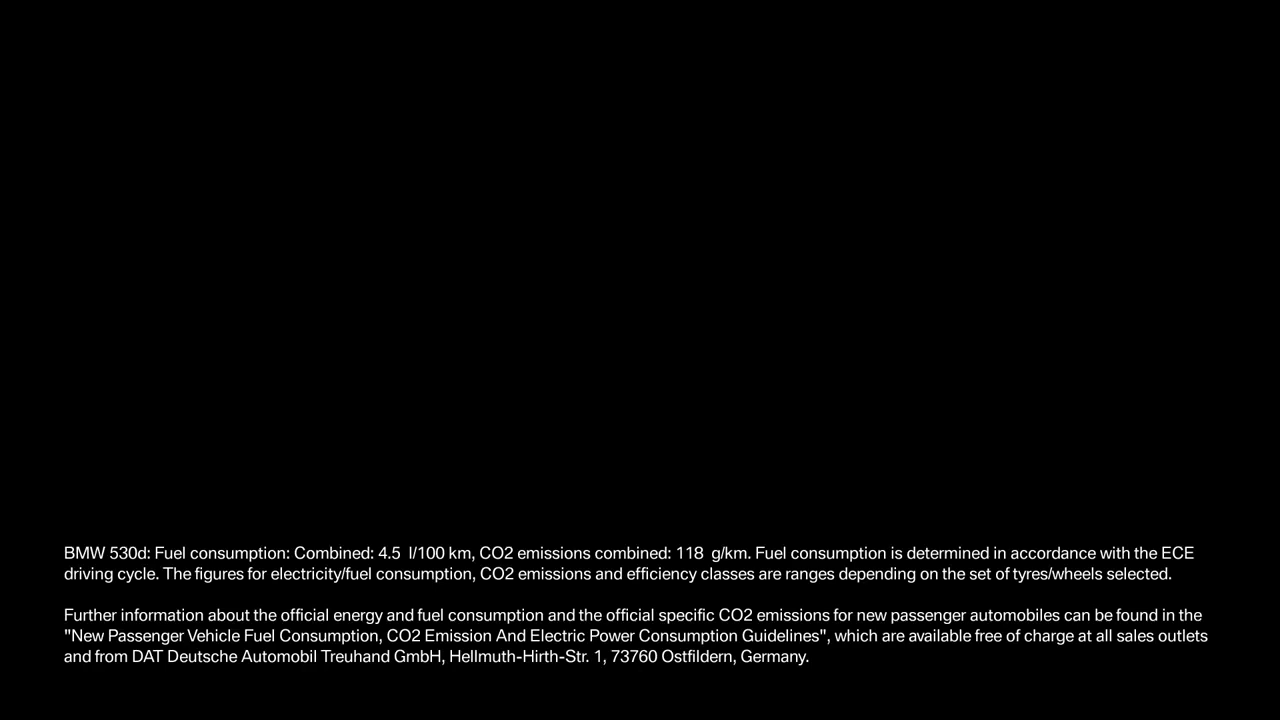 BMW 530d: Fuel consumption: Combined: 4.5  l/100 km, CO2 emissions combined: 118  g/km. Fuel consumption is determined in accordance with the ECE
driving cycle. The figures for electricity/fuel consumption, CO2 emissions and efficiency classes are ranges depending on the set of tyres/wheels selected.
Further information about the official energy and fuel consumption and the official specific CO2 emissions for new passenger automobiles can be found in the
"New Passenger Vehicle Fuel Consumption, CO2 Emission And Electric Power Consumption Guidelines", which are available free of charge at all sales outlets
and from DAT Deutsche Automobil Treuhand GmbH, Hellmuth-Hirth-Str. 1, 73760 Ostfildern, Germany.